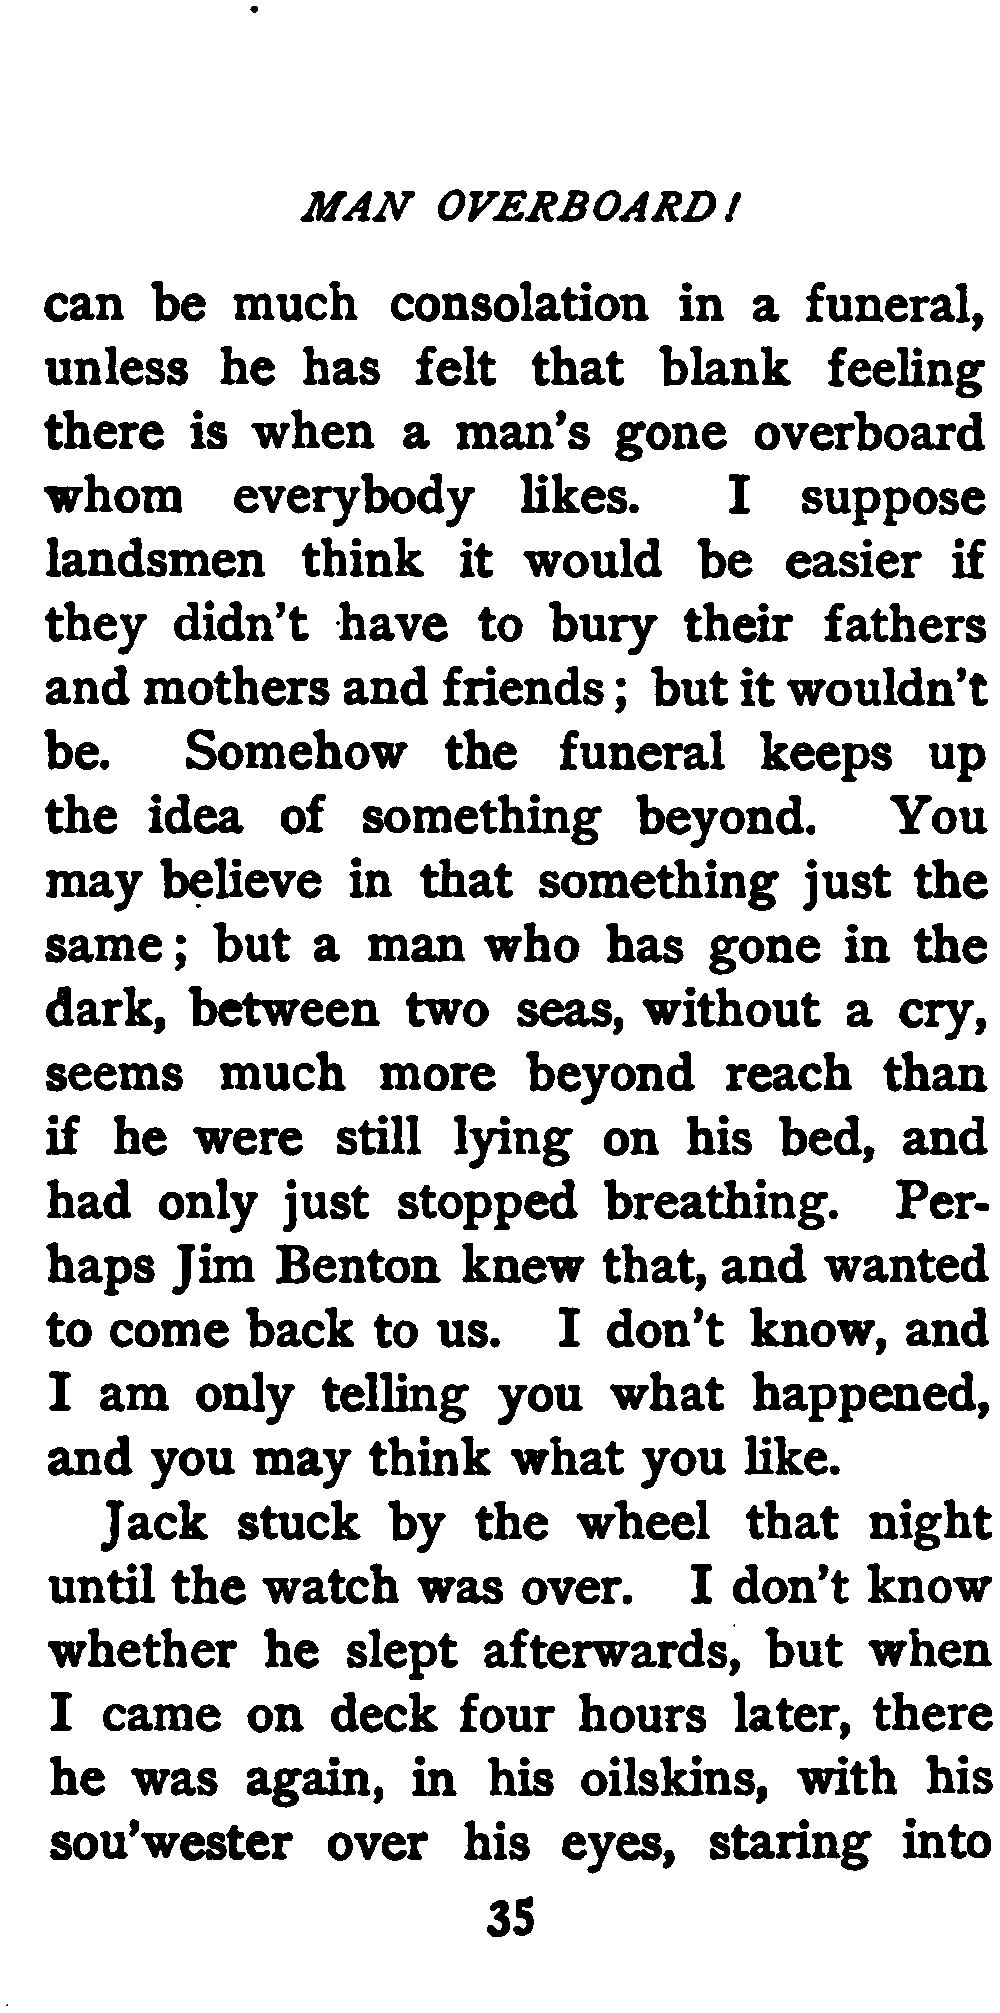 MAN OVERBOARD!
can be much consolation in a funeral,
unless he has felt that blank feeling
there is when a man's gone overboard
whom everybody likes. I suppose
landsmen think it would be easier if
they didn't have to bury their fathers
and mothers and friends; but it wouldn't
be. Somehow the funeral keeps up
the idea of something beyond. You
may believe in that something just the
same; but a man who has gone in the
dark, between two seas, without a cry,
seems much more beyond reach than
if he were still lying on his bed, and
had only just stopped breathing. Per-
haps Jim Benton knew that, and wanted
to come back to us. I don't know, and
I am only telling you what happened,
and you may think what you like.
Jack stuck by the wheel that night
until the watch was over. I don't know
whether he slept afterwards, but when
I came on deck four hours later, there
he was again, in his oilskins, with his
sou'wester over his eyes, staring into
35